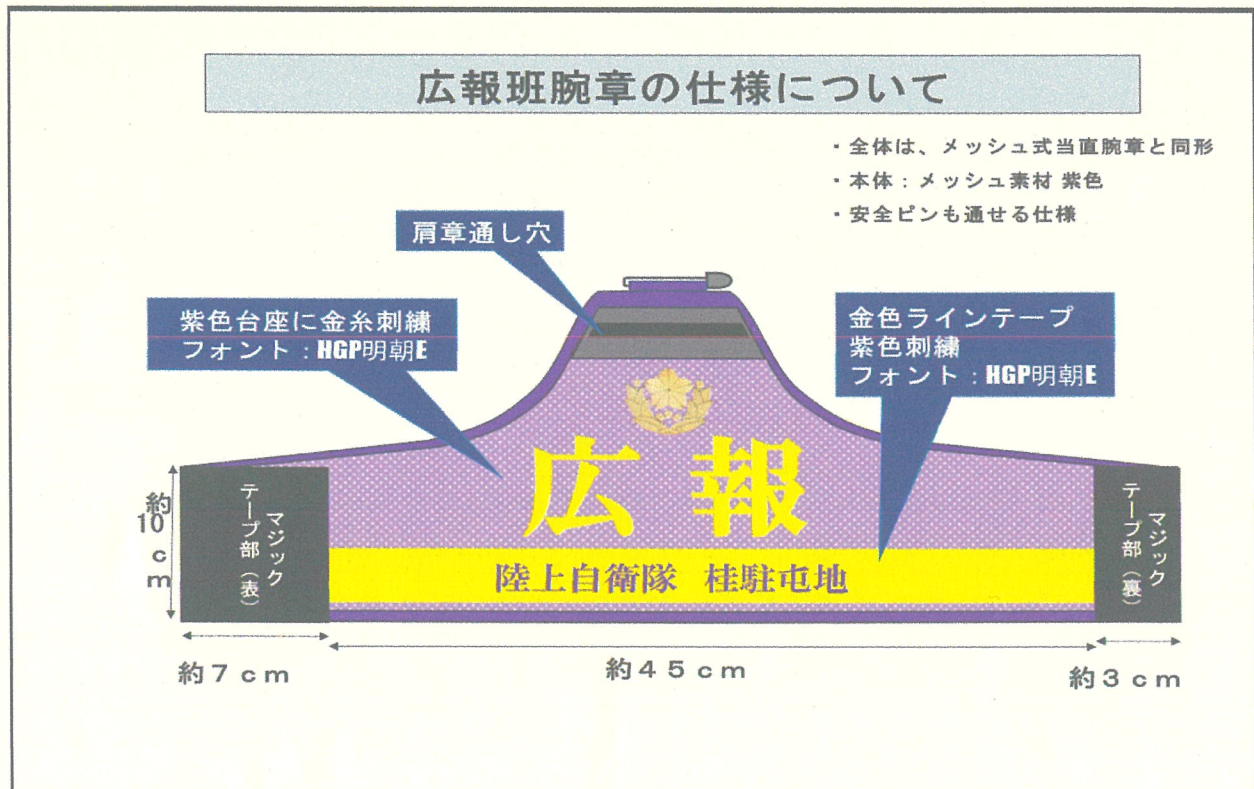 広報班腕章の仕様について
・全体は、メッシュ式当直腕章と同形
・本体：メッシュ素材 紫色
・安全ピンも通せる仕様
肩章通し穴
紫色台座に金糸刺繍
フォント：HGP明朝E
金色ラインテープ
紫色刺繍
フォント：HGP明朝E
広報
陸上自衛隊 桂駐屯地
マジック
テープ部（表）
マジック
テープ部（裏）
約10cm
約７ｃｍ
約４５ｃｍ
約３ｃｍ